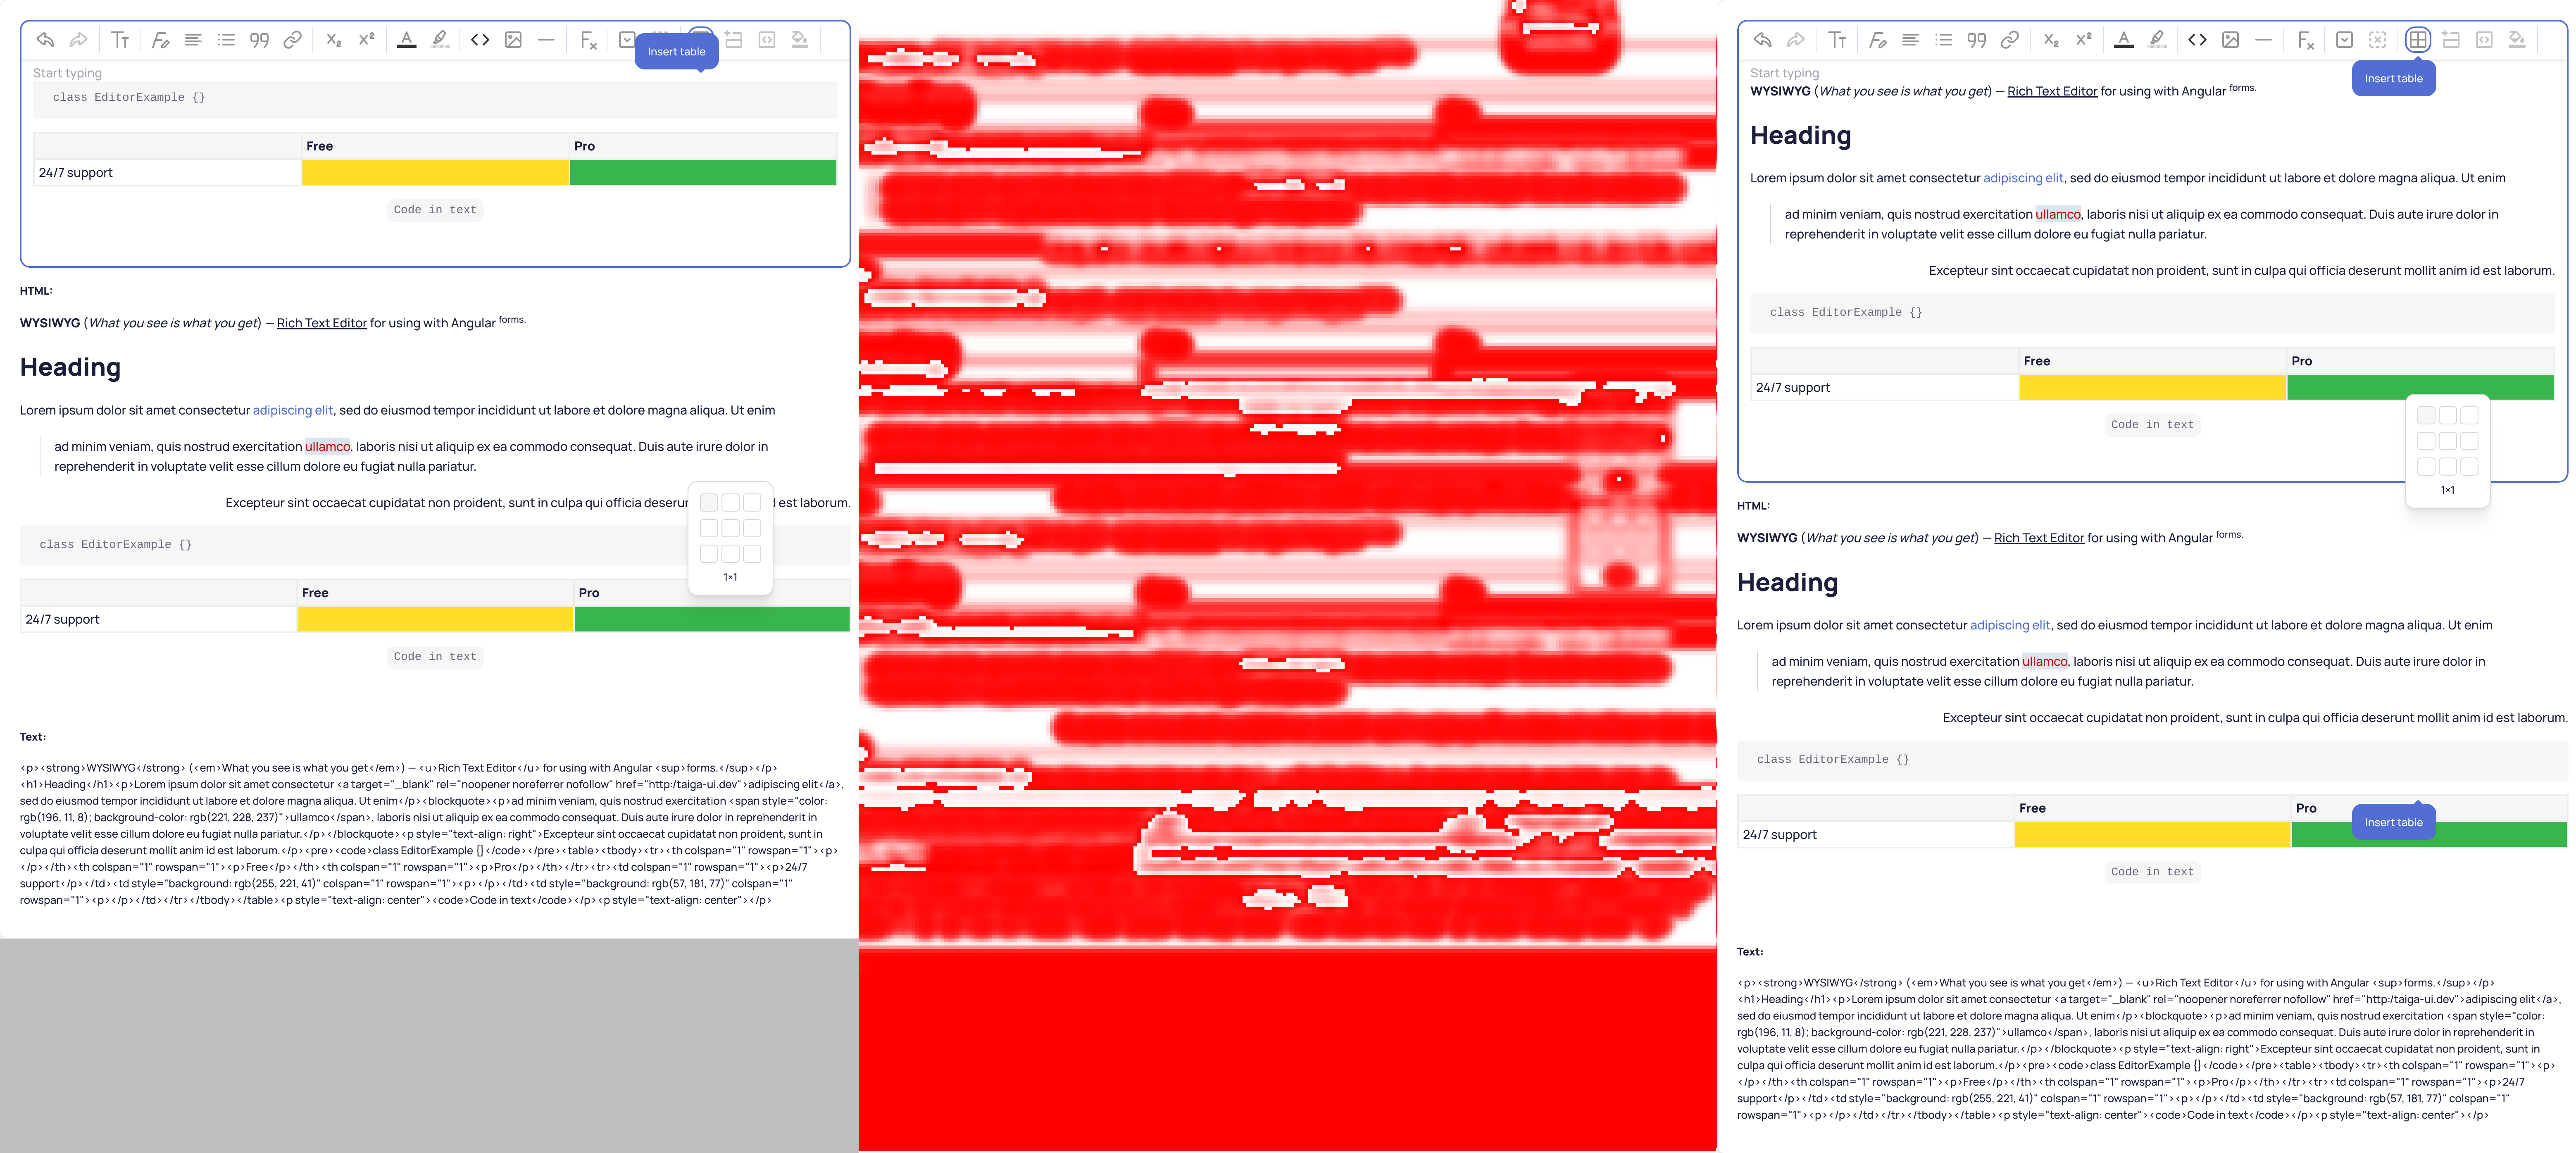 Insert table
Start typing
class EditorExample {}
Free Pro
24/7 support
Code in text
HTML:
WYSIWYG (What you see is what you get) — Rich Text Editor for using with Angular forms.
Heading
Lorem ipsum dolor sit amet consectetur adipiscing elit, sed do eiusmod tempor incididunt ut labore et dolore magna aliqua. Ut enim
ad minim veniam, quis nostrud exercitation ullamco, laboris nisi ut aliquip ex ea commodo consequat. Duis aute irure dolor in
reprehenderit in voluptate velit esse cillum dolore eu fugiat nulla pariatur.
Excepteur sint occaecat cupidatat non proident, sunt in culpa qui officia deserun est laborum.
class EditorExample {}
1×1
Free Pro
24/7 support
Code in text
Text:
<p><strong>WYSIWYG</strong> (<em>What you see is what you get</em>) — <u>Rich Text Editor</u> for using with Angular <sup>forms.</sup></p>
<h1>Heading</h1><p>Lorem ipsum dolor sit amet consectetur <a target="_blank" rel="noopener noreferrer nofollow" href="http:/taiga-ui.dev">adipiscing elit</a>,
sed do eiusmod tempor incididunt ut labore et dolore magna aliqua. Ut enim</p><blockquote><p>ad minim veniam, quis nostrud exercitation <span style="color:
rgb(196, 11, 8); background-color: rgb(221, 228, 237)">ullamco</span>, laboris nisi ut aliquip ex ea commodo consequat. Duis aute irure dolor in reprehenderit in
voluptate velit esse cillum dolore eu fugiat nulla pariatur.</p></blockquote><p style="text-align: right">Excepteur sint occaecat cupidatat non proident, sunt in
culpa qui officia deserunt mollit anim id est laborum.</p><pre><code>class EditorExample {}</code></pre><table><tbody><tr><th colspan="1" rowspan="1"><p>
</p></th><th colspan="1" rowspan="1"><p>Free</p></th><th colspan="1" rowspan="1"><p>Pro</p></th></tr><tr><td colspan="1" rowspan="1"><p>24/7
support</p></td><td style="background: rgb(255, 221, 41)" colspan="1" rowspan="1"><p></p></td><td style="background: rgb(57, 181, 77)" colspan="1"
rowspan="1"><p></p></td></tr></tbody></table><p style="text-align: center"><code>Code in text</code></p><p style="text-align: center"></p>
Insert table
Start typing
WYSIWYG (What you see is what you get) — Rich Text Editor for using with Angular forms.
Heading
Lorem ipsum dolor sit amet consectetur adipiscing elit, sed do eiusmod tempor incididunt ut labore et dolore magna aliqua. Ut enim
ad minim veniam, quis nostrud exercitation ullamco, laboris nisi ut aliquip ex ea commodo consequat. Duis aute irure dolor in
reprehenderit in voluptate velit esse cillum dolore eu fugiat nulla pariatur.
Excepteur sint occaecat cupidatat non proident, sunt in culpa qui officia deserunt mollit anim id est laborum.
class EditorExample {}
Free Pro
24/7 support
Code in text
1×1
HTML:
WYSIWYG (What you see is what you get) — Rich Text Editor for using with Angular forms.
Heading
Lorem ipsum dolor sit amet consectetur adipiscing elit, sed do eiusmod tempor incididunt ut labore et dolore magna aliqua. Ut enim
ad minim veniam, quis nostrud exercitation ullamco, laboris nisi ut aliquip ex ea commodo consequat. Duis aute irure dolor in
reprehenderit in voluptate velit esse cillum dolore eu fugiat nulla pariatur.
Excepteur sint occaecat cupidatat non proident, sunt in culpa qui officia deserunt mollit anim id est laborum.
class EditorExample {}
Free Pro
24/7 support
Insert table
Code in text
Text:
<p><strong>WYSIWYG</strong> (<em>What you see is what you get</em>) — <u>Rich Text Editor</u> for using with Angular <sup>forms.</sup></p>
<h1>Heading</h1><p>Lorem ipsum dolor sit amet consectetur <a target="_blank" rel="noopener noreferrer nofollow" href="http:/taiga-ui.dev">adipiscing elit</a>,
sed do eiusmod tempor incididunt ut labore et dolore magna aliqua. Ut enim</p><blockquote><p>ad minim veniam, quis nostrud exercitation <span style="color:
rgb(196, 11, 8); background-color: rgb(221, 228, 237)">ullamco</span>, laboris nisi ut aliquip ex ea commodo consequat. Duis aute irure dolor in reprehenderit in
voluptate velit esse cillum dolore eu fugiat nulla pariatur.</p></blockquote><p style="text-align: right">Excepteur sint occaecat cupidatat non proident, sunt in
culpa qui officia deserunt mollit anim id est laborum.</p><pre><code>class EditorExample {}</code></pre><table><tbody><tr><th colspan="1" rowspan="1"><p>
</p></th><th colspan="1" rowspan="1"><p>Free</p></th><th colspan="1" rowspan="1"><p>Pro</p></th></tr><tr><td colspan="1" rowspan="1"><p>24/7
support</p></td><td style="background: rgb(255, 221, 41)" colspan="1" rowspan="1"><p></p></td><td style="background: rgb(57, 181, 77)" colspan="1"
rowspan="1"><p></p></td></tr></tbody></table><p style="text-align: center"><code>Code in text</code></p><p style="text-align: center"></p>